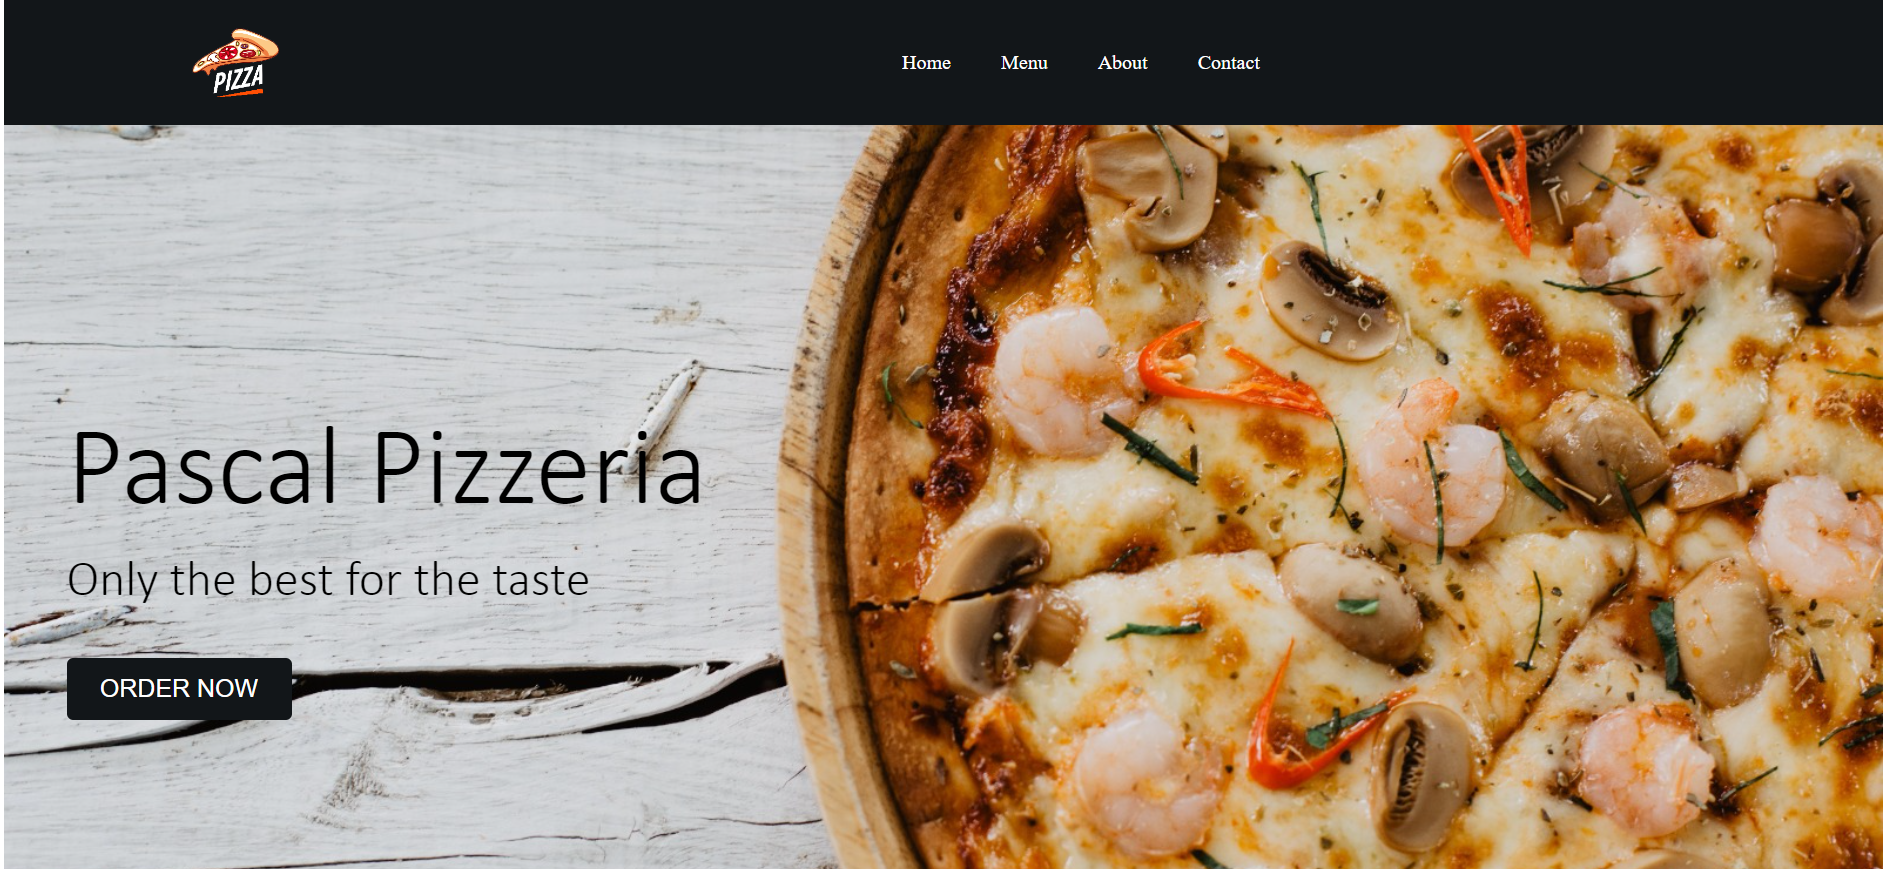 PIZZA
Home Menu About Contact
Pascal Pizzeria
Only the best for the taste
ORDER NOW